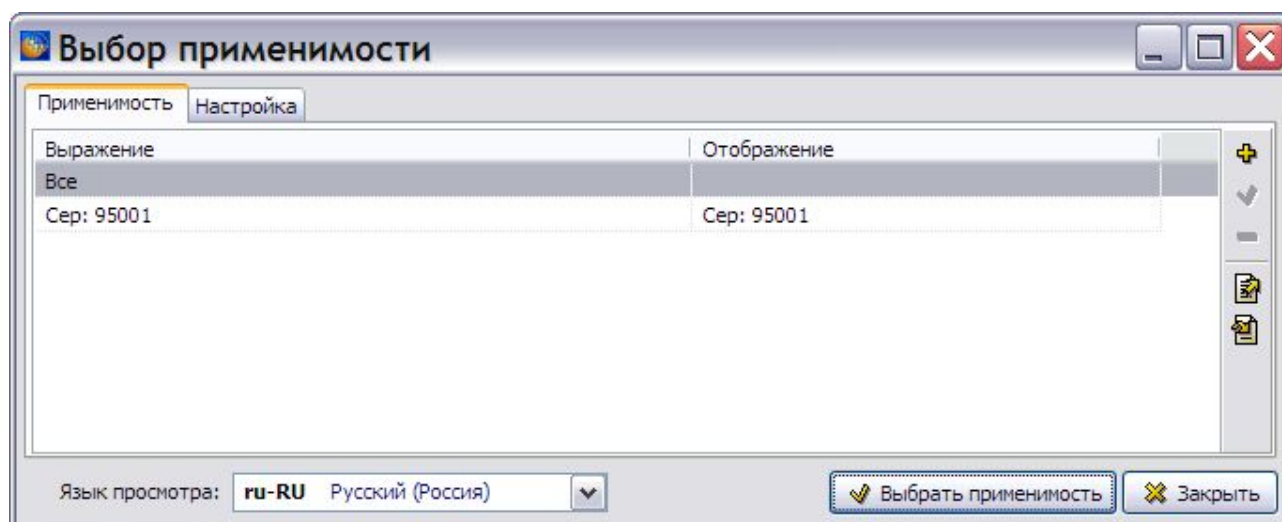 Выбор применимости
Применимость Настройка
Выражение Отображение
Все
Сер: 95001 Сер: 95001
Язык просмотра: ru-RU Русский (Россия) Выбрать применимость Закрыть